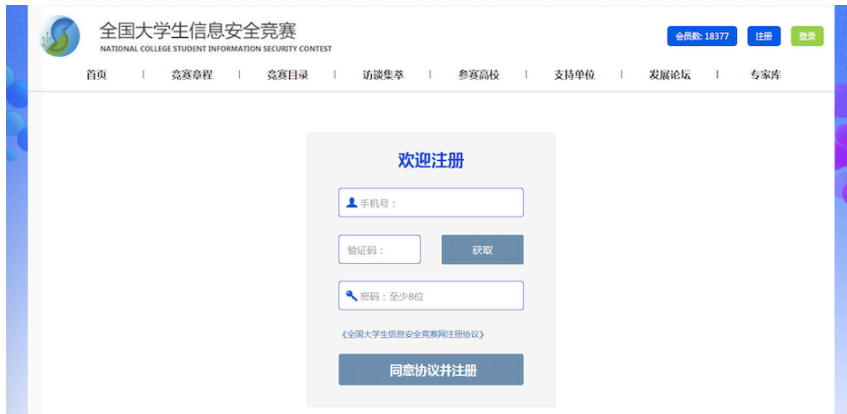 全国大学生信息安全竞赛
NATIONAL COLLEGE STUDENT INFORMATION SECURITY CONTEST
会员数: 18377 注册 登录
首页 | 竞赛章程 | 竞赛目录 | 访谈集萃 | 参赛高校 | 支持单位 | 发展论坛 | 专家库
欢迎注册
手机号：
验证码： 获取
密码：至少8位
《全国大学生信息安全竞赛网注册协议》
同意协议并注册